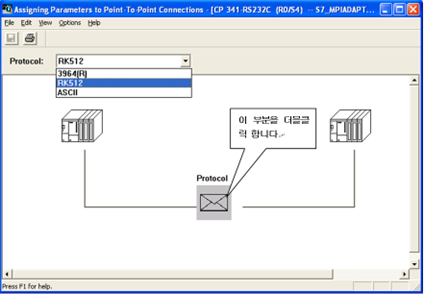 Assigning Parameters to Point-To-Point Connections - [CP 341-RS232C (R0/S4) -- S7_MPIADAPT...
File Edit View Options Help
Protocol: RK512
3964(R)
RK512
ASCII
이 부분을 더블클
릭 합니다.
Protocol
Press F1 for help.